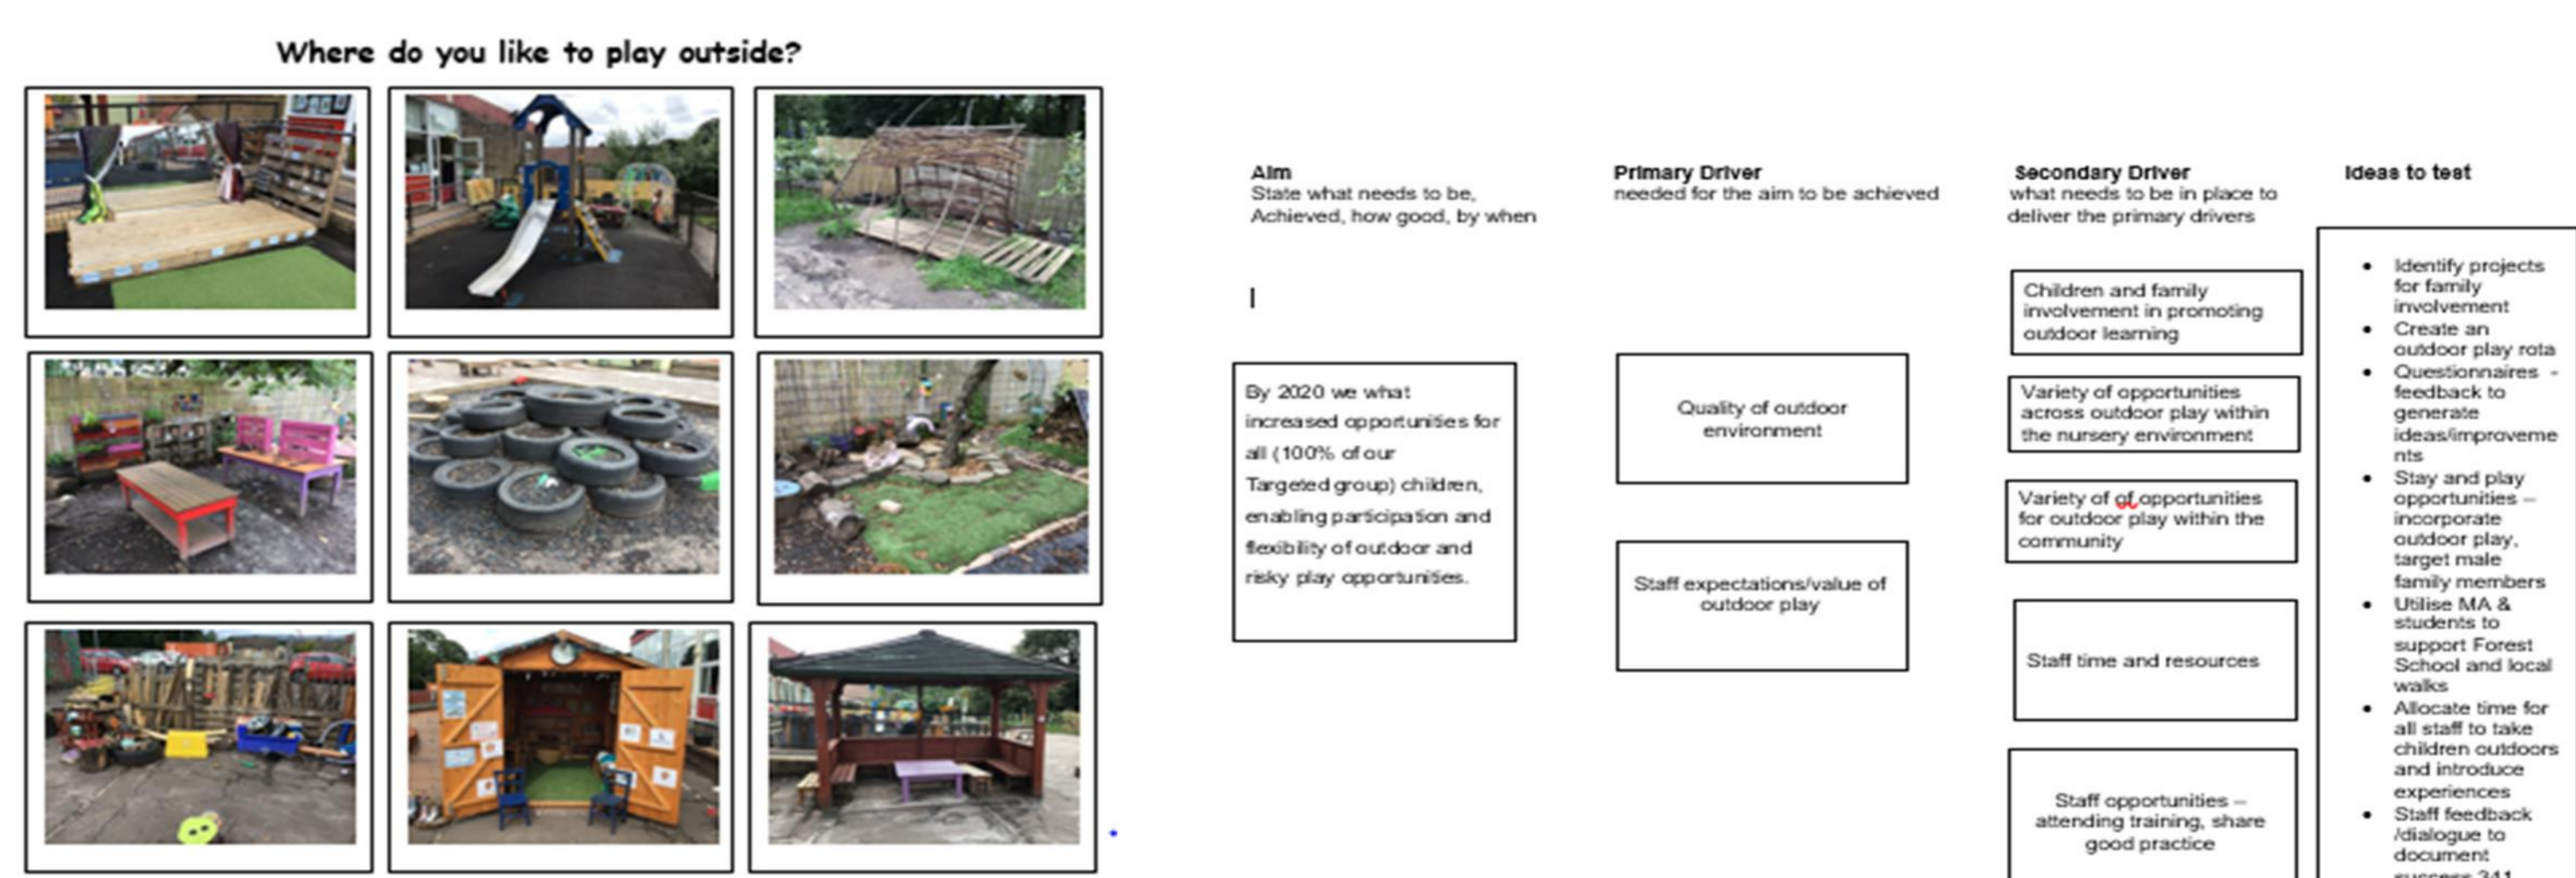 Where do you like to play outside?
Aim
State what needs to be,
Achieved, how good, by when
By 2020 we what
increased opportunities for
all (100% of our
Targeted group) children,
enabling participation and
flexibility of outdoor and
risky play opportunities.
Primary Driver
needed for the aim to be achieved
Quality of outdoor
environment
Staff expectations/value of
outdoor play
Secondary Driver
what needs to be in place to
deliver the primary drivers
Children and family
involvement in promoting
outdoor learning
Variety of opportunities
across outdoor play within
the nursery environment
Variety of of opportunities
for outdoor play within the
community
Staff time and resources
Staff opportunities –
attending training, share
good practice
Ideas to test
• Identify projects
for family
involvement
• Create an
outdoor play rota
• Questionnaires -
feedback to
generate
ideas/improveme
nts
• Stay and play
opportunities –
incorporate
outdoor play,
target male
family members
• Utilise MA &
students to
support Forest
School and local
walks
• Allocate time for
all staff to take
children outdoors
and introduce
experiences
• Staff feedback
/dialogue to
document
success 341